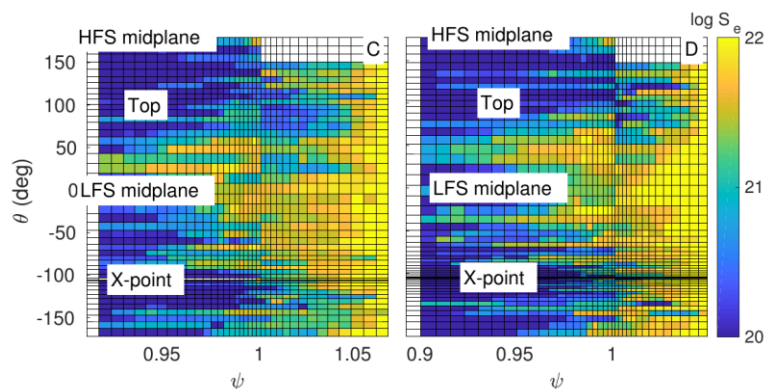 log S_e
HFS midplane C
HFS midplane D
22
150
100
Top
Top
50
θ (deg)
0
LFS midplane
LFS midplane
21
-50
-100
X-point
X-point
-150
20
0.95 1 1.05
0.9 0.95 1
ψ
ψ